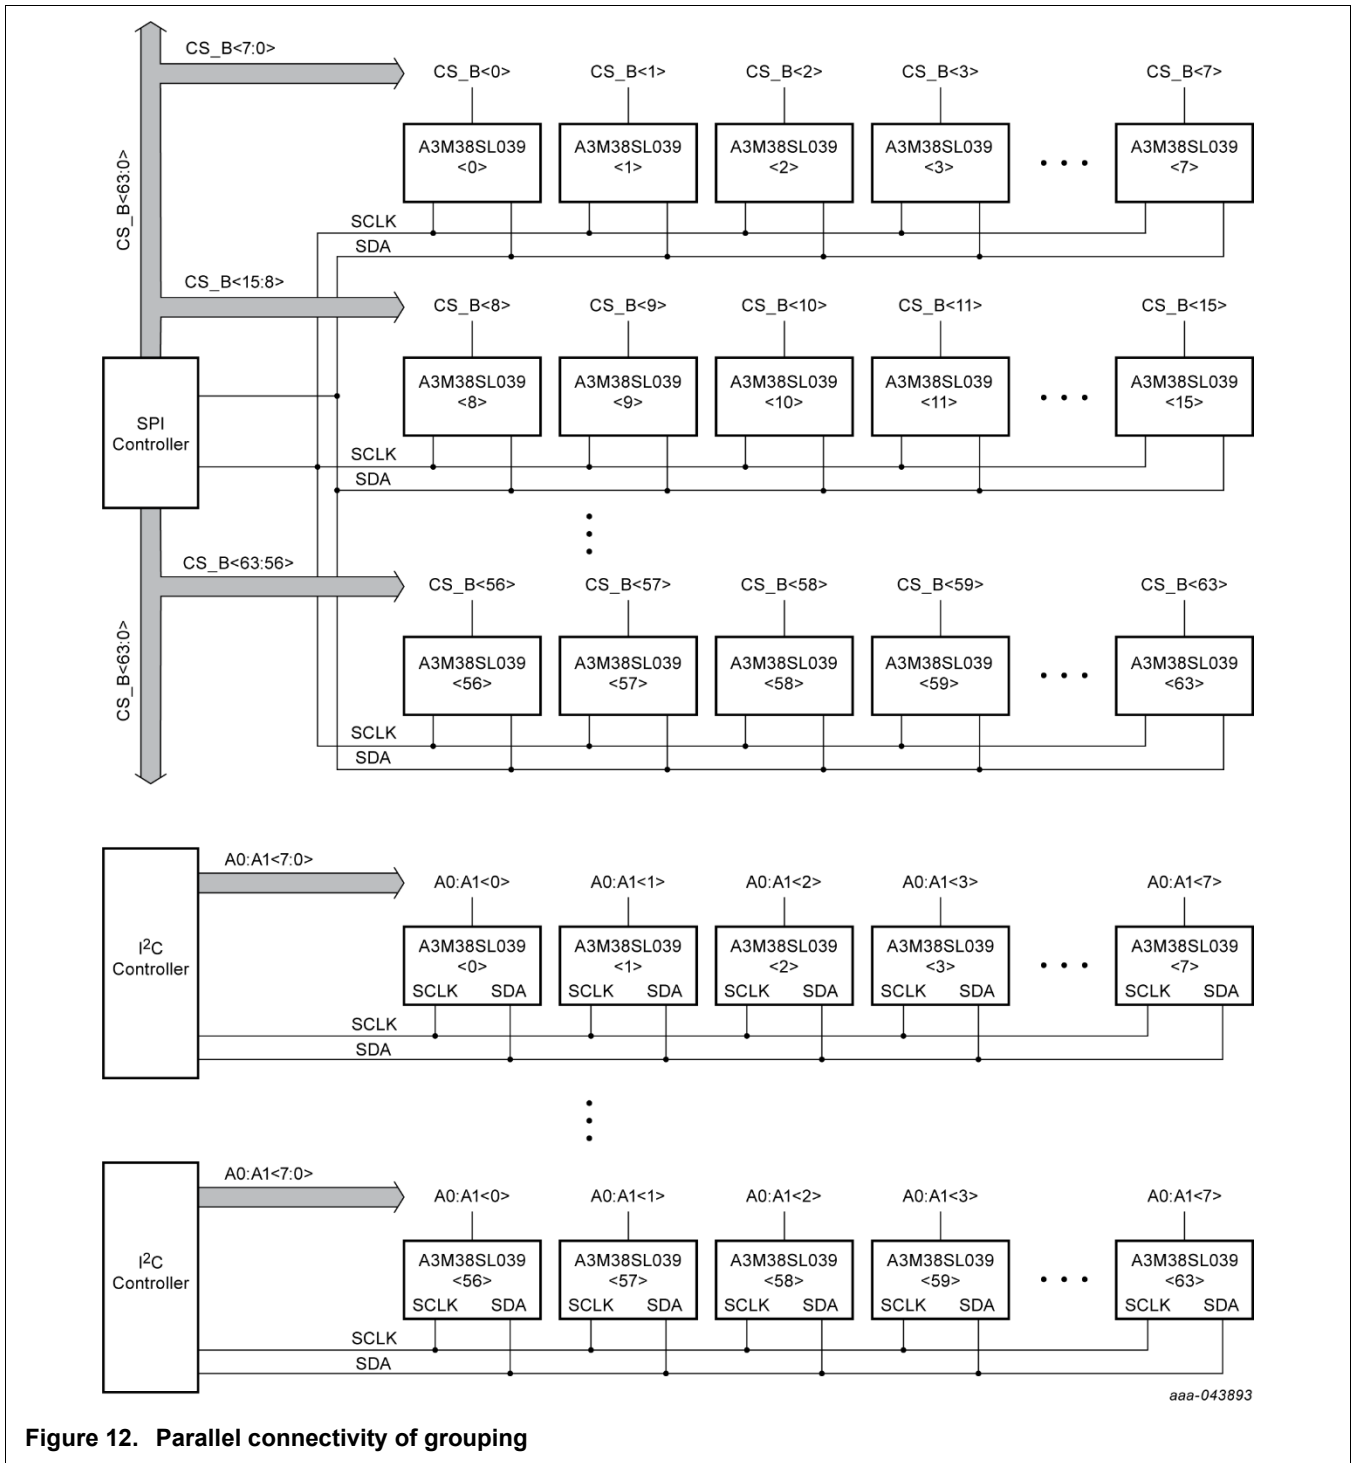 CS_B<7:0>
CS_B<0> CS_B<1> CS_B<2> CS_B<3> CS_B<7>
A3M38SL039 A3M38SL039 A3M38SL039 A3M38SL039 A3M38SL039
<0> <1> <2> <3> • • • <7>
CS_B<63:0>
SCLK
SDA
CS_B<15:8>
CS_B<8> CS_B<9> CS_B<10> CS_B<11> CS_B<15>
A3M38SL039 A3M38SL039 A3M38SL039 A3M38SL039 A3M38SL039
<8> <9> <10> <11> • • • <15>
SPI
Controller
SCLK
SDA
CS_B<63:56>
CS_B<56> CS_B<57> CS_B<58> CS_B<59> CS_B<63>
CS_B<63:0>
A3M38SL039 A3M38SL039 A3M38SL039 A3M38SL039 A3M38SL039
<56> <57> <58> <59> • • • <63>
SCLK
SDA
A0:A1<7:0>
A0:A1<0> A0:A1<1> A0:A1<2> A0:A1<3> A0:A1<7>
I2C
Controller
A3M38SL039 A3M38SL039 A3M38SL039 A3M38SL039 A3M38SL039
<0> <1> <2> <3> • • • <7>
SCLK SDA SCLK SDA SCLK SDA SCLK SDA SCLK SDA
SCLK
SDA
A0:A1<7:0>
A0:A1<0> A0:A1<1> A0:A1<2> A0:A1<3> A0:A1<7>
I2C
Controller
A3M38SL039 A3M38SL039 A3M38SL039 A3M38SL039 A3M38SL039
<56> <57> <58> <59> • • • <63>
SCLK SDA SCLK SDA SCLK SDA SCLK SDA SCLK SDA
SCLK
SDA
aaa-043893
Figure 12. Parallel connectivity of grouping